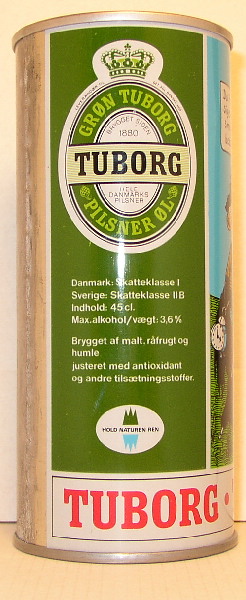 GRØN TUBORG
BRYGGET SIDEN
1880
TUBORG
HELE
DANMARKS
PILSNER
PILSNER ØL
Danmark: Skatteklasse I
Sverige: Skatteklasse II B
Indhold: 45 cl.
Max. alkohol/vægt: 3,6%
Brygget af malt, råfrugt og
humle
justeret med antioxidant
og andre tilsætningsstoffer.
HOLD NATUREN REN
TUBORG ·